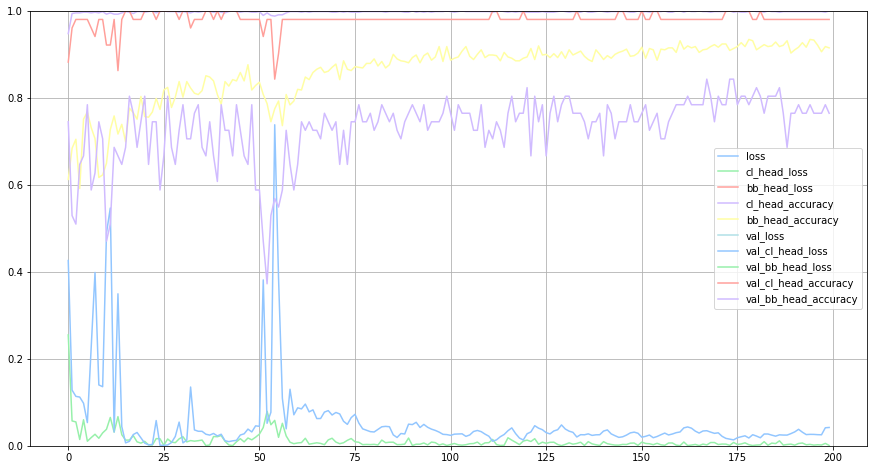 1.0
0.8
0.6
0.4
0.2
0.0
0 25 50 75 100 125 150 175 200
loss
cl_head_loss
bb_head_loss
cl_head_accuracy
bb_head_accuracy
val_loss
val_cl_head_loss
val_bb_head_loss
val_cl_head_accuracy
val_bb_head_accuracy